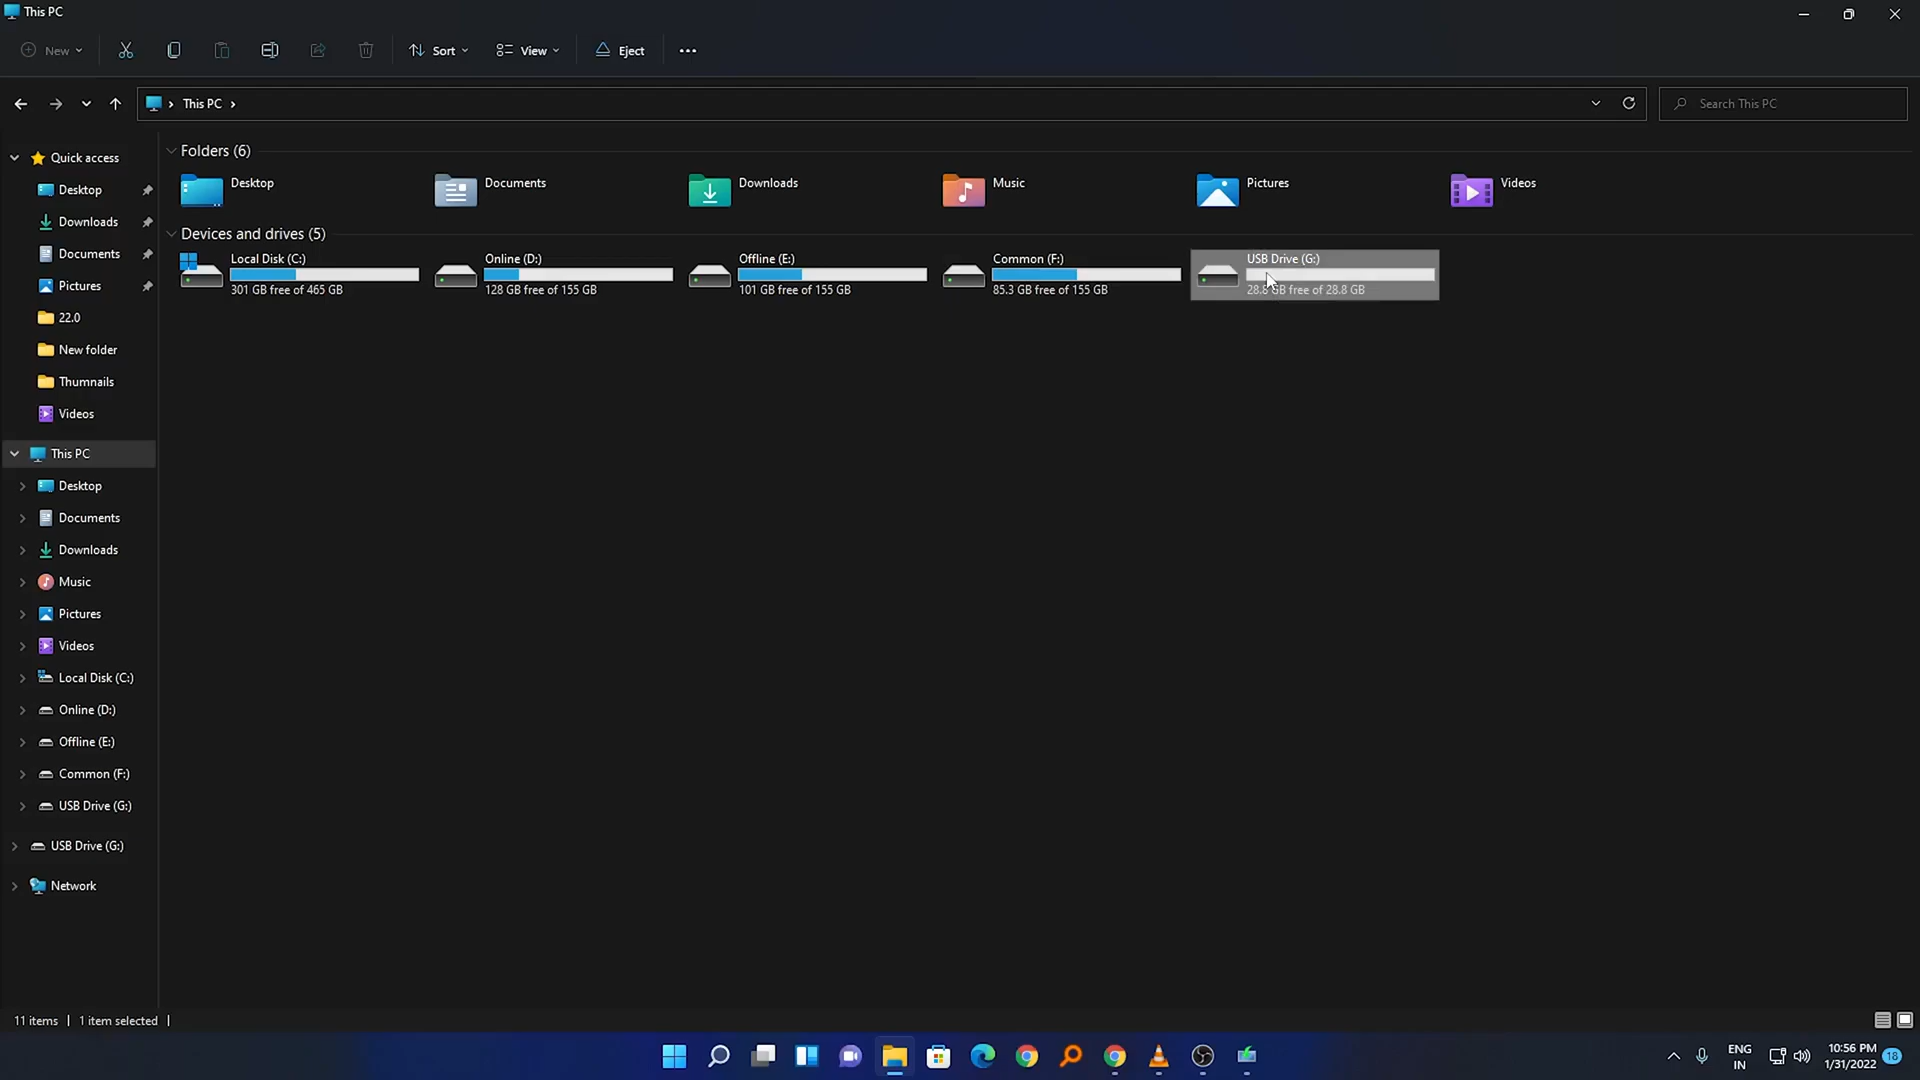 This PC
New
Sort
View
Eject
This PC
Search This PC
Quick access
Desktop
Downloads
Documents
Pictures
22.0
New folder
Thumnails
Videos
This PC
Desktop
Documents
Downloads
Music
Pictures
Videos
Local Disk (C:)
Online (D:)
Offline (E:)
Common (F:)
USB Drive (G:)
USB Drive (G:)
Network
Folders (6)
Desktop
Documents
Downloads
Music
Pictures
Videos
Devices and drives (5)
Local Disk (C:)
301 GB free of 465 GB
Online (D:)
128 GB free of 155 GB
Offline (E:)
101 GB free of 155 GB
Common (F:)
85.3 GB free of 155 GB
USB Drive (G:)
28.8 GB free of 28.8 GB
11 items
1 item selected
ENG
IN
10:56 PM
1/31/2022
18